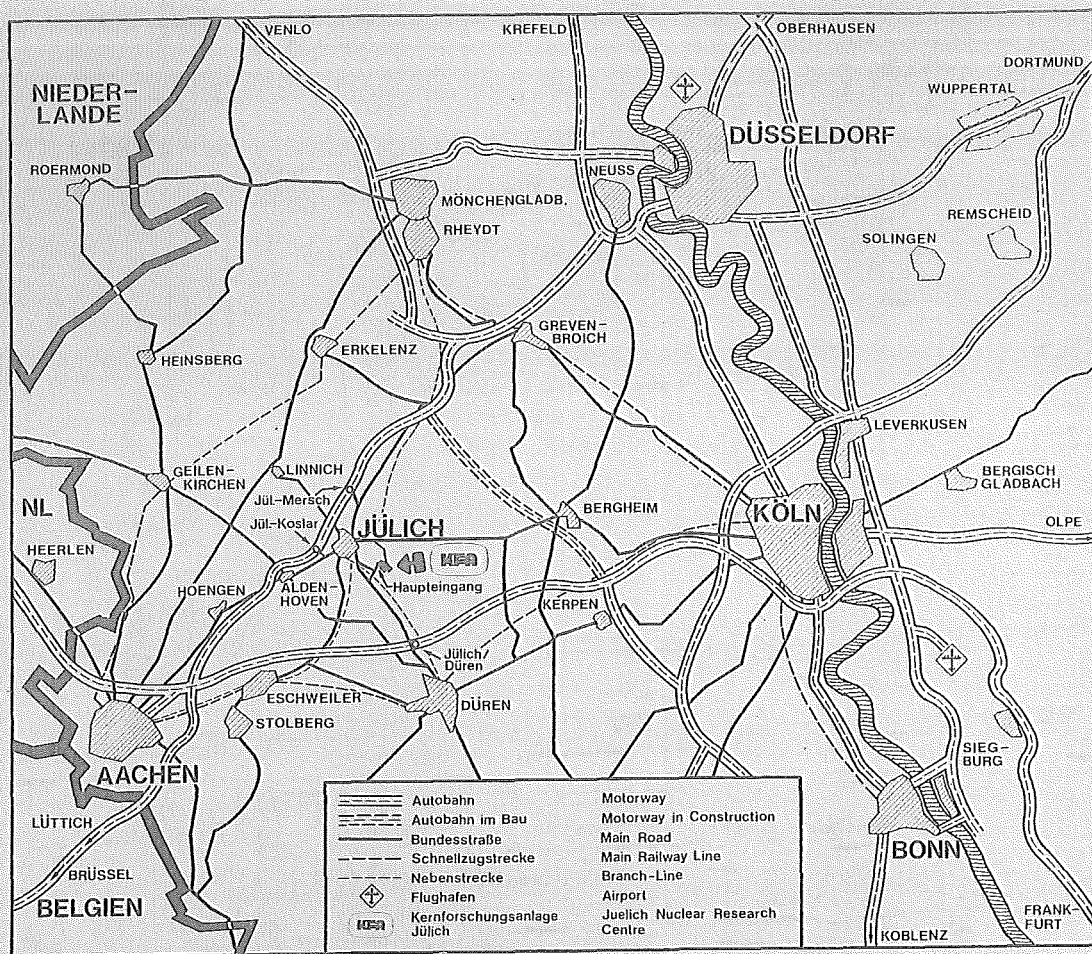 VENLO
KREFELD
OBERHAUSEN
DORTMUND
WUPPERTAL
NIEDER-
LANDE
DÜSSELDORF
ROERMOND
NEUSS
MÖNCHENGLADB.
RHEYDT
REMSCHEID
SOLINGEN
GREVEN-
BROICH
ERKELENZ
HEINSBERG
LEVERKUSEN
GEILEN-
KIRCHEN
LINNICH
BERGISCH
GLADBACH
Jül.-Mersch
NL
Jül.-Koslar
JÜLICH
BERGHEIM
KÖLN
OLPE
HEERLEN
KFA
Haupteingang
HOENGEN
ALDEN-
HOVEN
KERPEN
Jülich/
Düren
ESCHWEILER
DÜREN
STOLBERG
SIEG-
BURG
AACHEN
LÜTTICH
BRÜSSEL
BELGIEN
BONN
FRANK-
FURT
KOBLENZ
Autobahn Motorway
Autobahn im Bau Motorway in Construction
Bundesstraße Main Road
Schnellzugstrecke Main Railway Line
Nebenstrecke Branch-Line
Flughafen Airport
KFA Kernforschungsanlage Juelich Nuclear Research
Jülich Centre